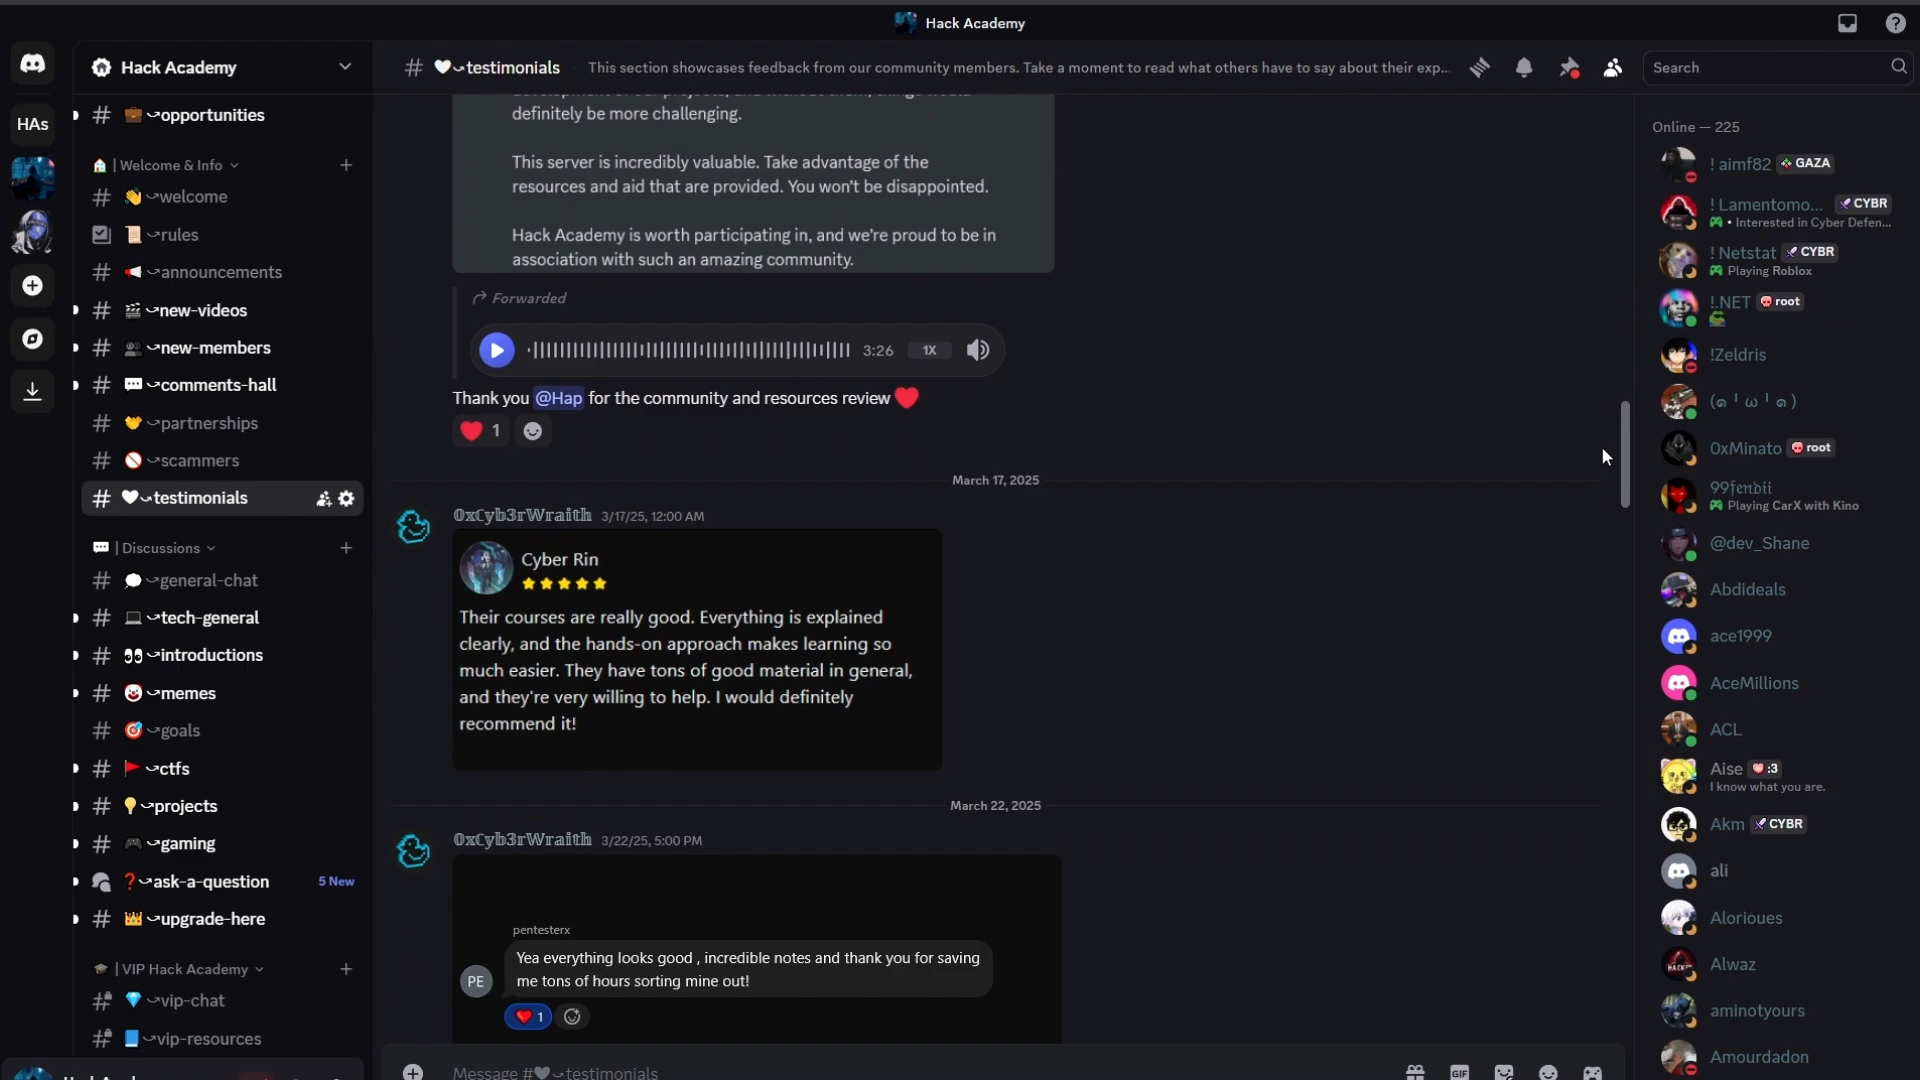 Hack Academy
Hack Academy
HAs
opportunities
| Welcome & Info
welcome
rules
announcements
new-videos
new-members
comments-hall
partnerships
scammers
testimonials
| Discussions
general-chat
tech-general
introductions
memes
goals
ctfs
projects
gaming
ask-a-question 5 New
upgrade-here
| VIP Hack Academy
vip-chat
vip-resources
testimonials This section showcases feedback from our community members. Take a moment to read what others have to say about their exp...
Search
definitely be more challenging.
This server is incredibly valuable. Take advantage of the
resources and aid that are provided. You won't be disappointed.
Hack Academy is worth participating in, and we're proud to be in
association with such an amazing community.
Forwarded
3:26 1X
Thank you @Hap for the community and resources review ❤️
❤️ 1
March 17, 2025
0xCyb3rWraith 3/17/25, 12:00 AM
Cyber Rin
Their courses are really good. Everything is explained
clearly, and the hands-on approach makes learning so
much easier. They have tons of good material in general,
and they're very willing to help. I would definitely
recommend it!
March 22, 2025
0xCyb3rWraith 3/22/25, 5:00 PM
pentesterx
PE
Yea everything looks good , incredible notes and thank you for saving
me tons of hours sorting mine out!
1
Message #🖤⤳testimonials
GIF
Online — 225
! aimf82 GAZA
! Lamentomo... CYBR
• Interested in Cyber Defen...
! Netstat CYBR
Playing Roblox
!.NET root
!Zeldris
(ฅ ' ω ' ฅ)
0xMinato root
99fenbii
Playing CarX with Kino
@dev_Shane
Abdideals
ace1999
AceMillions
ACL
Aise :3
I know what you are.
Akm CYBR
ali
Alorioues
Alwaz
aminotyours
Amourdadon